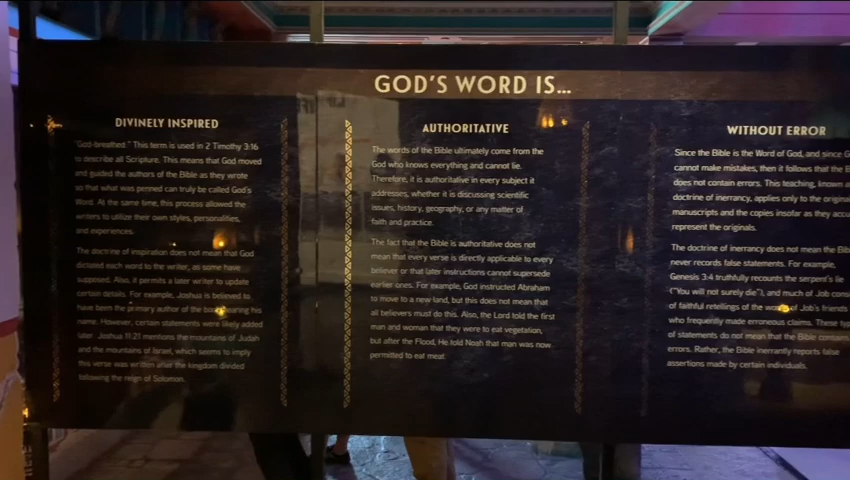 GOD'S WORD IS...
DIVINELY INSPIRED
"God-breathed." This term is used in 2 Timothy 3:16
to describe all Scripture. This means that God moved
and guided the authors of the Bible as they wrote
so that what was penned can truly be called God's
Word. At the same time, this process allowed the
writers to utilize their own styles, personalities,
and experiences.
The doctrine of inspiration does not mean that God
dictated each word to the writer, as some have
supposed. Also, it permits a later writer to update
certain details. For example, Joshua is believed to
have been the primary author of the book bearing his
name. However, certain statements were likely added
later. Joshua 11:21 mentions the mountains of Judah
and the mountains of Israel, which seems to imply
this verse was written after the kingdom divided
following the reign of Solomon.
AUTHORITATIVE
The words of the Bible ultimately come from the
God who knows everything and cannot lie.
Therefore, it is authoritative in every subject it
addresses, whether it is discussing scientific
issues, history, geography, or any matter of
faith and practice.
The fact that the Bible is authoritative does not
mean that every verse is directly applicable to every
believer or that later instructions cannot supersede
earlier ones. For example, God instructed Abraham
to move to a new land, but this does not mean that
all believers must do this. Also, the Lord told the first
man and woman that they were to eat vegetation,
but after the Flood, He told Noah that man was now
permitted to eat meat.
WITHOUT ERROR
Since the Bible is the Word of God, and since G
cannot make mistakes, then it follows that the B
does not contain errors. This teaching, known a
doctrine of inerrancy, applies only to the origina
manuscripts and the copies insofar as they accu
represent the originals.
The doctrine of inerrancy does not mean the Bib
never records false statements. For example,
Genesis 3:4 truthfully recounts the serpent's lie
("You will not surely die"), and much of Job cons
of faithful retellings of the words of Job's friends
who frequently made erroneous claims. These typ
of statements do not mean that the Bible contains
errors. Rather, the Bible inerrantly reports false
assertions made by certain individuals.